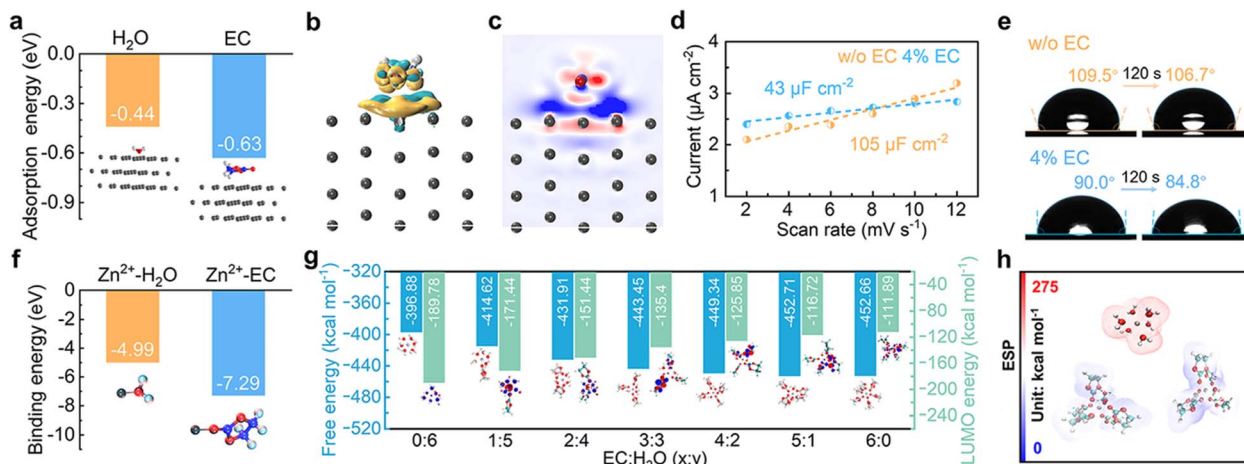 a
H₂O
EC
Adsorption energy (eV)
0.0
-0.3
-0.6
-0.9
-0.44
-0.63
b
c
d
w/o EC 4% EC
43 μF cm⁻²
105 μF cm⁻²
Current (μA cm⁻²)
4
3
2
1
2 4 6 8 10 12
Scan rate (mV s⁻¹)
e
w/o EC
109.5° 120 s 106.7°
4% EC
90.0° 120 s 84.8°
f
Zn²⁺-H₂O
Zn²⁺-EC
Binding energy (eV)
0
-2
-4
-6
-8
-10
-4.99
-7.29
g
Free energy (kcal mol⁻¹)
-320
-360
-400
-440
-480
-520
-396.88
-189.78
-414.62
-171.44
-431.91
-151.44
-443.45
-135.4
-449.34
-125.85
-452.71
-116.72
-452.66
-111.89
-40
-80
-120
-160
-200
-240
LUMO energy (kcal mol⁻¹)
0:6 1:5 2:4 3:3 4:2 5:1 6:0
EC:H₂O (x:y)
h
275
ESP
Unit: kcal mol⁻¹
0